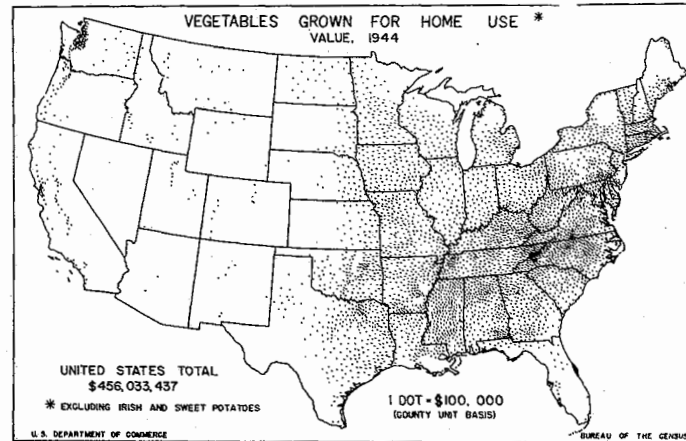 VEGETABLES GROWN FOR HOME USE *
VALUE, 1944
UNITED STATES TOTAL
$456,033,437
* EXCLUDING IRISH AND SWEET POTATOES
1 DOT = $100,000
(COUNTY UNIT BASIS)
U. S. DEPARTMENT OF COMMERCE
BUREAU OF THE CENSUS